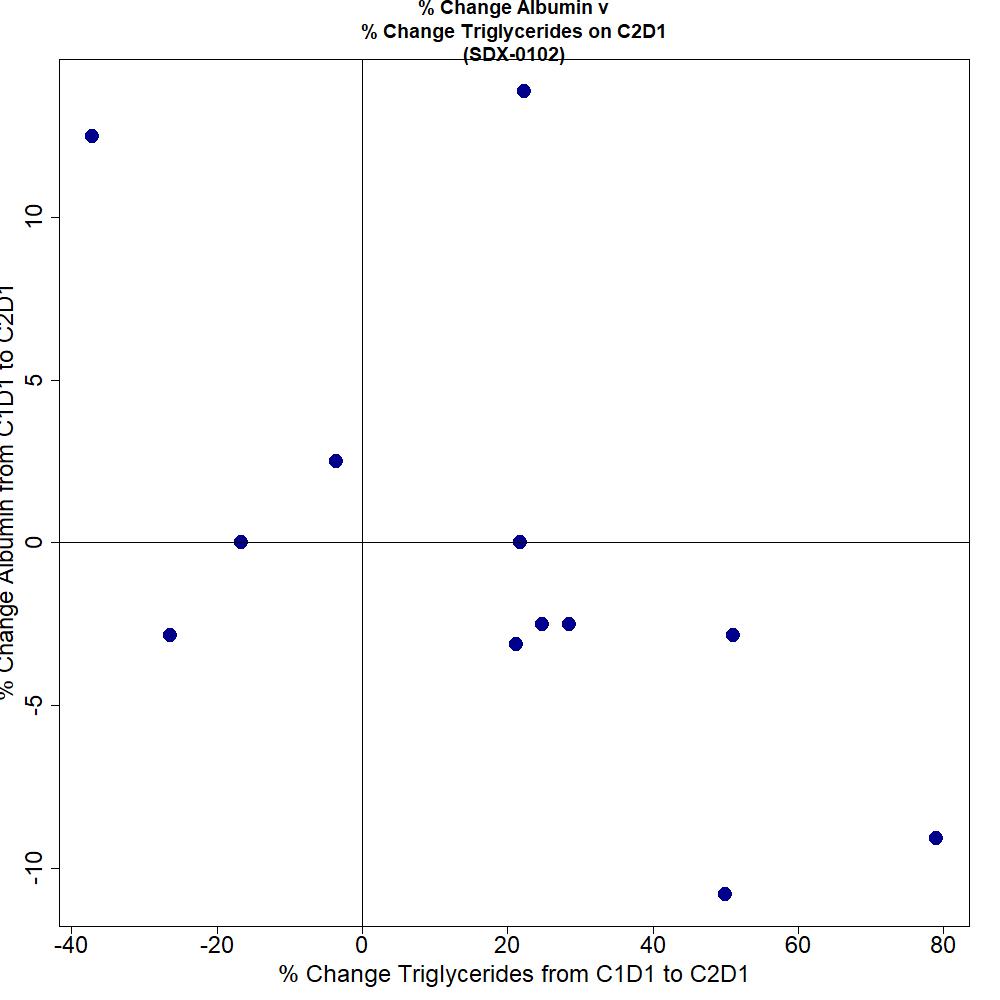 % Change Albumin v
% Change Triglycerides on C2D1
(SDX-0102)
% Change Albumin from C1D1 to C2D1
10
5
0
-5
-10
-40
-20
0
20
40
60
80
% Change Triglycerides from C1D1 to C2D1